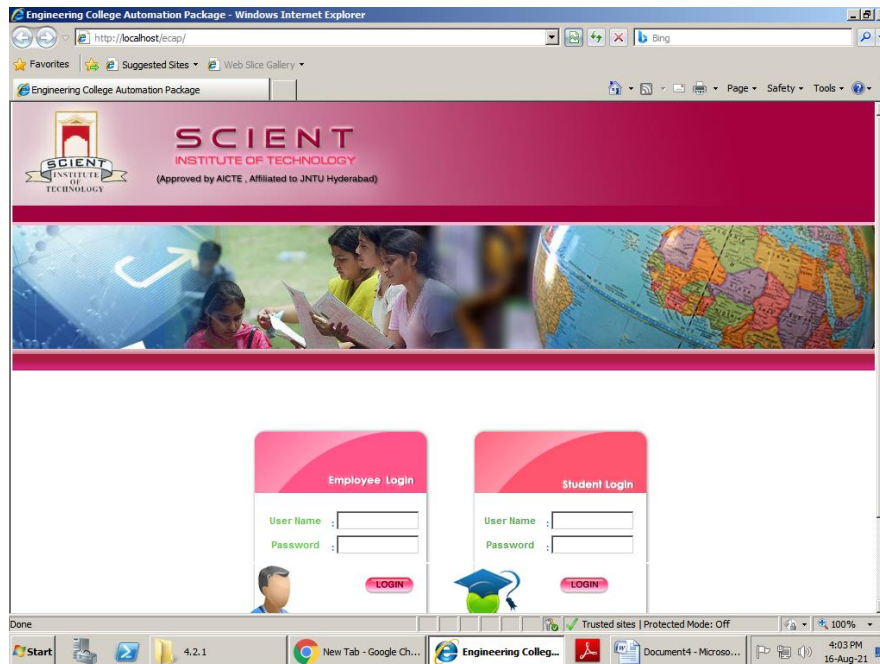 Engineering College Automation Package - Windows Internet Explorer
http://localhost/ecap/
Bing
Favorites Suggested Sites Web Slice Gallery
Engineering College Automation Package
Page Safety Tools
SCIENT
INSTITUTE
OF
TECHNOLOGY
SCIENT
INSTITUTE OF TECHNOLOGY
(Approved by AICTE , Affiliated to JNTU Hyderabad)
Employee Login
User Name :
Password :
LOGIN
Student Login
User Name :
Password :
LOGIN
Done
Trusted sites | Protected Mode: Off
100%
Start
4.2.1
New Tab - Google Ch...
Engineering Colleg...
Document4 - Microso...
4:03 PM
16-Aug-21